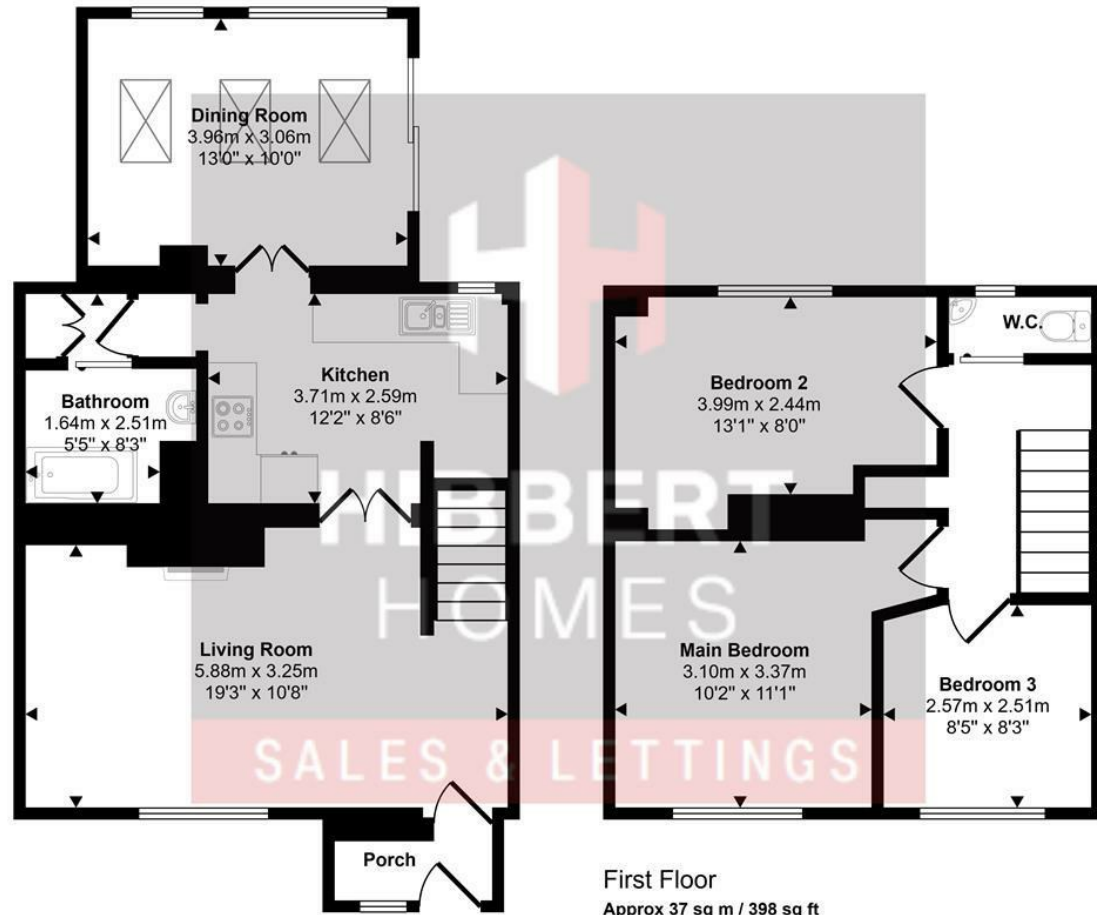 Dining Room
3.96m x 3.06m
13'0" x 10'0"
Kitchen
3.71m x 2.59m
12'2" x 8'6"
Bathroom
1.64m x 2.51m
5'5" x 8'3"
Living Room
5.88m x 3.25m
19'3" x 10'8"
Porch
W.C.
Bedroom 2
3.99m x 2.44m
13'1" x 8'0"
Main Bedroom
3.10m x 3.37m
10'2" x 11'1"
Bedroom 3
2.57m x 2.51m
8'5" x 8'3"
HIBBERT
HOMES
SALES & LETTINGS
First Floor
Approx 37 sq m / 398 sq ft